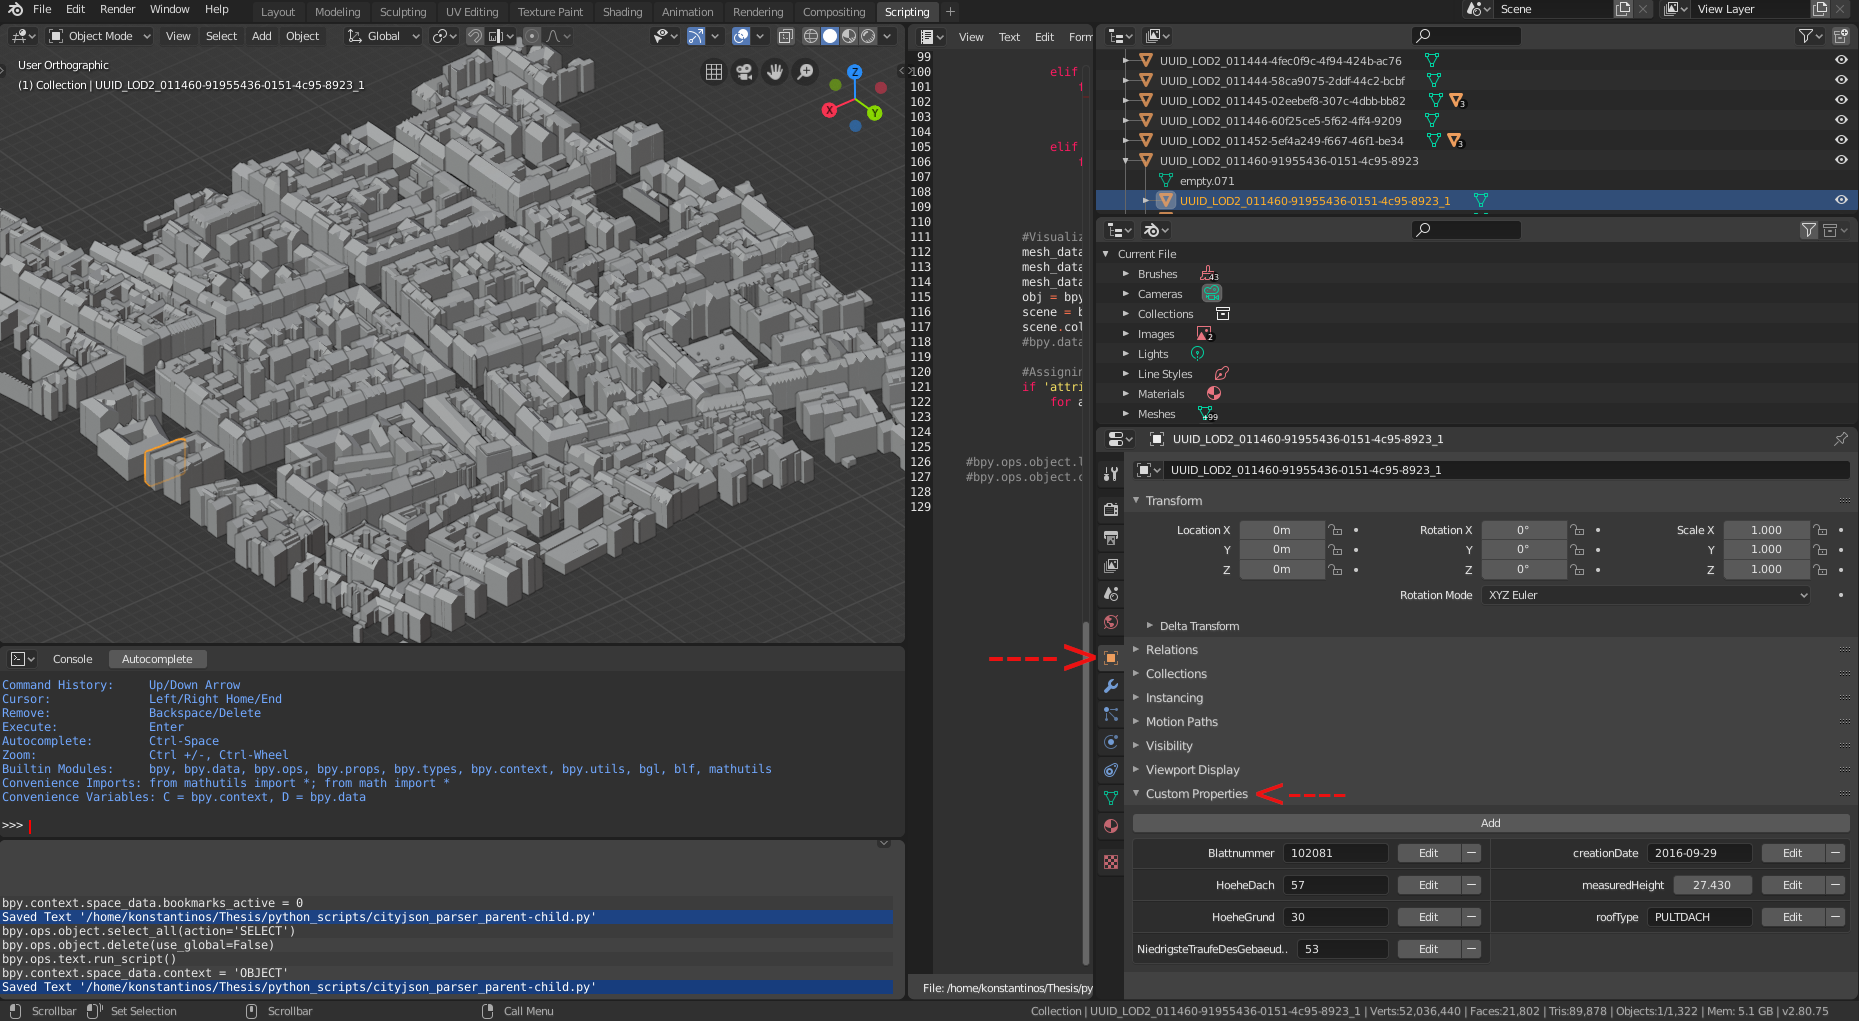 File Edit Render Window Help Layout Modeling Sculpting UV Editing Texture Paint Shading Animation Rendering Compositing Scripting + Scene View Layer
Object Mode View Select Add Object Global View Text Edit Form
User Orthographic
(1) Collection | UUID_LOD2_011460-91955436-0151-4c95-8923_1
X Y Z
99
100 elif
101
102
103
104
105 elif
106
107
108
109
110
111 #Visualiz
112 mesh_data
113 mesh_data
114 mesh_data
115 obj = bpy
116 scene = b
117 scene.col
118 #bpy.data
119
120 #Assignin
121 if 'attri
122 for a
123
124
125
126 #bpy.ops.object.l
127 #bpy.ops.object.c
128
129
File: /home/konstantinos/Thesis/py
UUID_LOD2_011444-4fec0f9c-4f94-424b-ac76
UUID_LOD2_011444-58ca9075-2ddf-44c2-bcbf
UUID_LOD2_011445-02eebef8-307c-4dbb-bb82 3
UUID_LOD2_011446-60f25ce5-5f62-4ff4-9209
UUID_LOD2_011452-5ef4a249-f667-46f1-be34 3
UUID_LOD2_011460-91955436-0151-4c95-8923
empty.071
UUID_LOD2_011460-91955436-0151-4c95-8923_1
Current File
Brushes 43
Cameras
Collections
Images 2
Lights
Line Styles
Materials
Meshes +99
UUID_LOD2_011460-91955436-0151-4c95-8923_1
UUID_LOD2_011460-91955436-0151-4c95-8923_1
Transform
Location X 0m Rotation X 0° Scale X 1.000
Y 0m Y 0° Y 1.000
Z 0m Z 0° Z 1.000
Rotation Mode XYZ Euler
Delta Transform
Relations
Collections
Instancing
Motion Paths
Visibility
Viewport Display
Custom Properties
Add
Blattnummer 102081 Edit creationDate 2016-09-29 Edit
HoeheDach 57 Edit measuredHeight 27.430 Edit
HoeheGrund 30 Edit roofType PULTDACH Edit
NiedrigsteTraufeDesGebaeud.. 53 Edit
Console Autocomplete
Command History: Up/Down Arrow
Cursor: Left/Right Home/End
Remove: Backspace/Delete
Execute: Enter
Autocomplete: Ctrl-Space
Zoom: Ctrl +/-, Ctrl-Wheel
Builtin Modules: bpy, bpy.data, bpy.ops, bpy.props, bpy.types, bpy.context, bpy.utils, bgl, blf, mathutils
Convenience Imports: from mathutils import *; from math import *
Convenience Variables: C = bpy.context, D = bpy.data
>>>
bpy.context.space_data.bookmarks_active = 0
Saved Text '/home/konstantinos/Thesis/python_scripts/cityjson_parser_parent-child.py'
bpy.ops.object.select_all(action='SELECT')
bpy.ops.object.delete(use_global=False)
bpy.ops.text.run_script()
bpy.context.space_data.context = 'OBJECT'
Saved Text '/home/konstantinos/Thesis/python_scripts/cityjson_parser_parent-child.py'
Scrollbar Set Selection Scrollbar Call Menu Collection | UUID_LOD2_011460-91955436-0151-4c95-8923_1 | Verts:52,036,440 | Faces:21,802 | Tris:89,878 | Objects:1/1,322 | Mem: 5.1 GB | v2.80.75